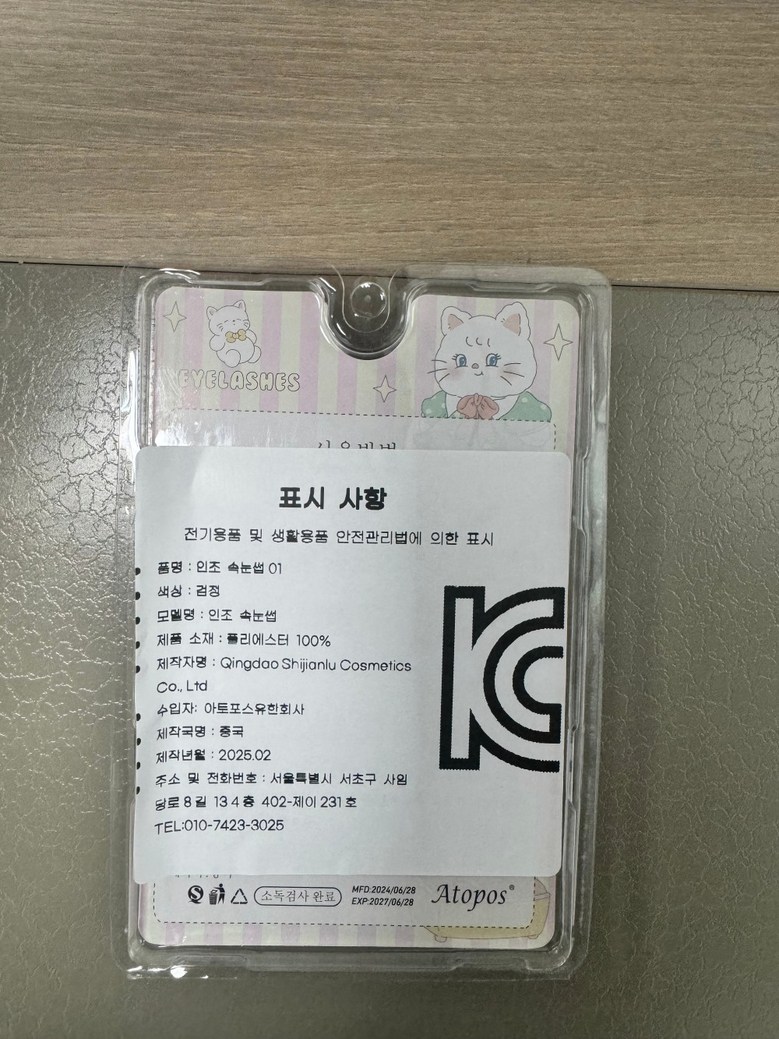 EYELASHES
표시 사항
전기용품 및 생활용품 안전관리법에 의한 표시
품명 : 인조 속눈썹 01
색상 : 검정
모델명 : 인조 속눈썹
제품 소재 : 폴리에스터 100%
제작자명 : Qingdao Shijianlu Cosmetics
Co., Ltd
수입자: 아토포스유한회사
제작국명 : 중국
제작년월 : 2025.02
주소 및 전화번호 : 서울특별시 서초구 사임
당로 8 길 13 4 층 402-제이 231 호
TEL:010-7423-3025
소독검사 완료
MFD:2024/06/28
EXP:2027/06/28
Atopos®
KC